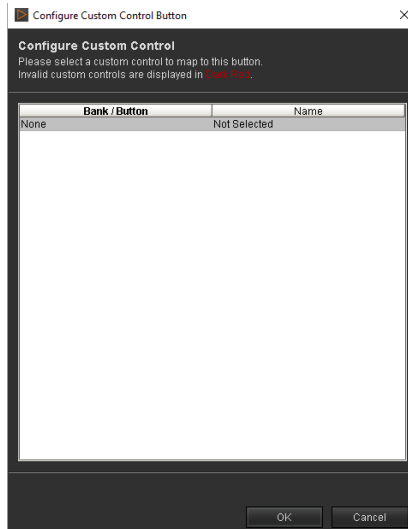 Configure Custom Control Button
Configure Custom Control
Please select a custom control to map to this button.
Invalid custom controls are displayed in Dark Red.
Bank / Button Name
None Not Selected
OK Cancel